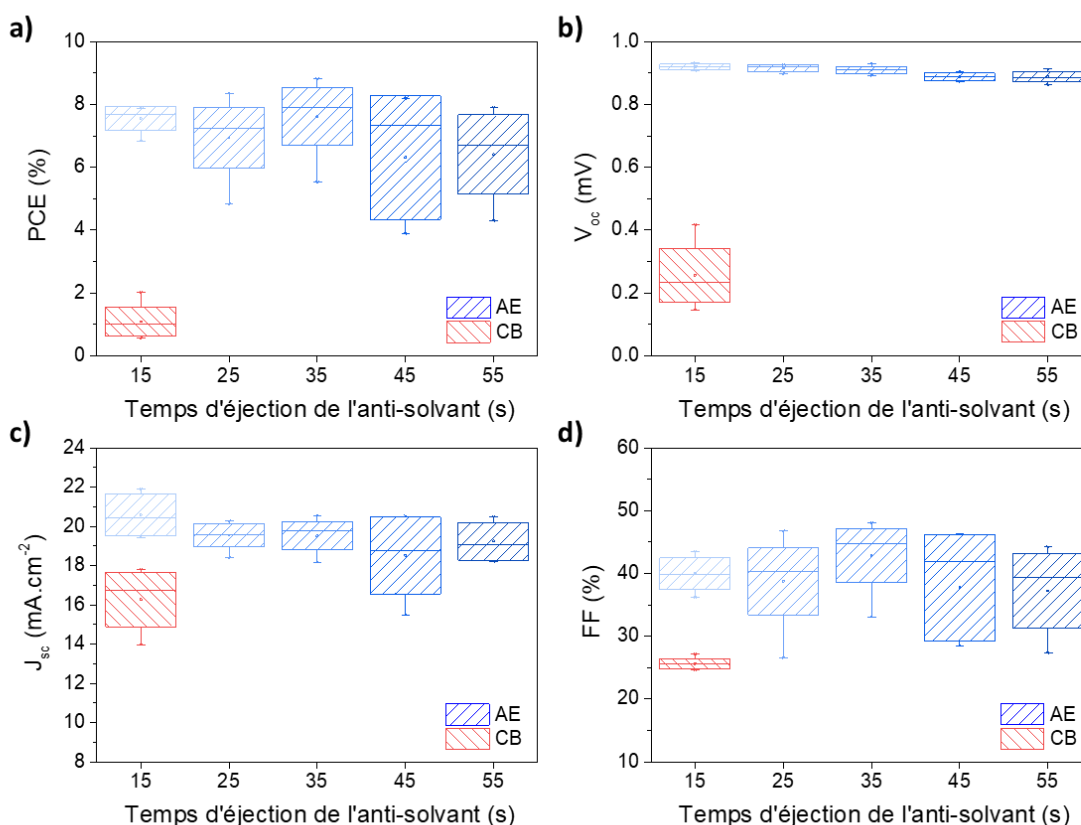 a)
10
8
6
4
2
0
PCE (%)
AE
CB
15 25 35 45 55
Temps d'éjection de l'anti-solvant (s)
b)
1.0
0.8
0.6
0.4
0.2
0.0
Voc (mV)
AE
CB
15 25 35 45 55
Temps d'éjection de l'anti-solvant (s)
c)
24
22
20
18
16
14
12
10
8
Jsc (mA.cm-2)
AE
CB
15 25 35 45 55
Temps d'éjection de l'anti-solvant (s)
d)
60
50
40
30
20
10
FF (%)
AE
CB
15 25 35 45 55
Temps d'éjection de l'anti-solvant (s)